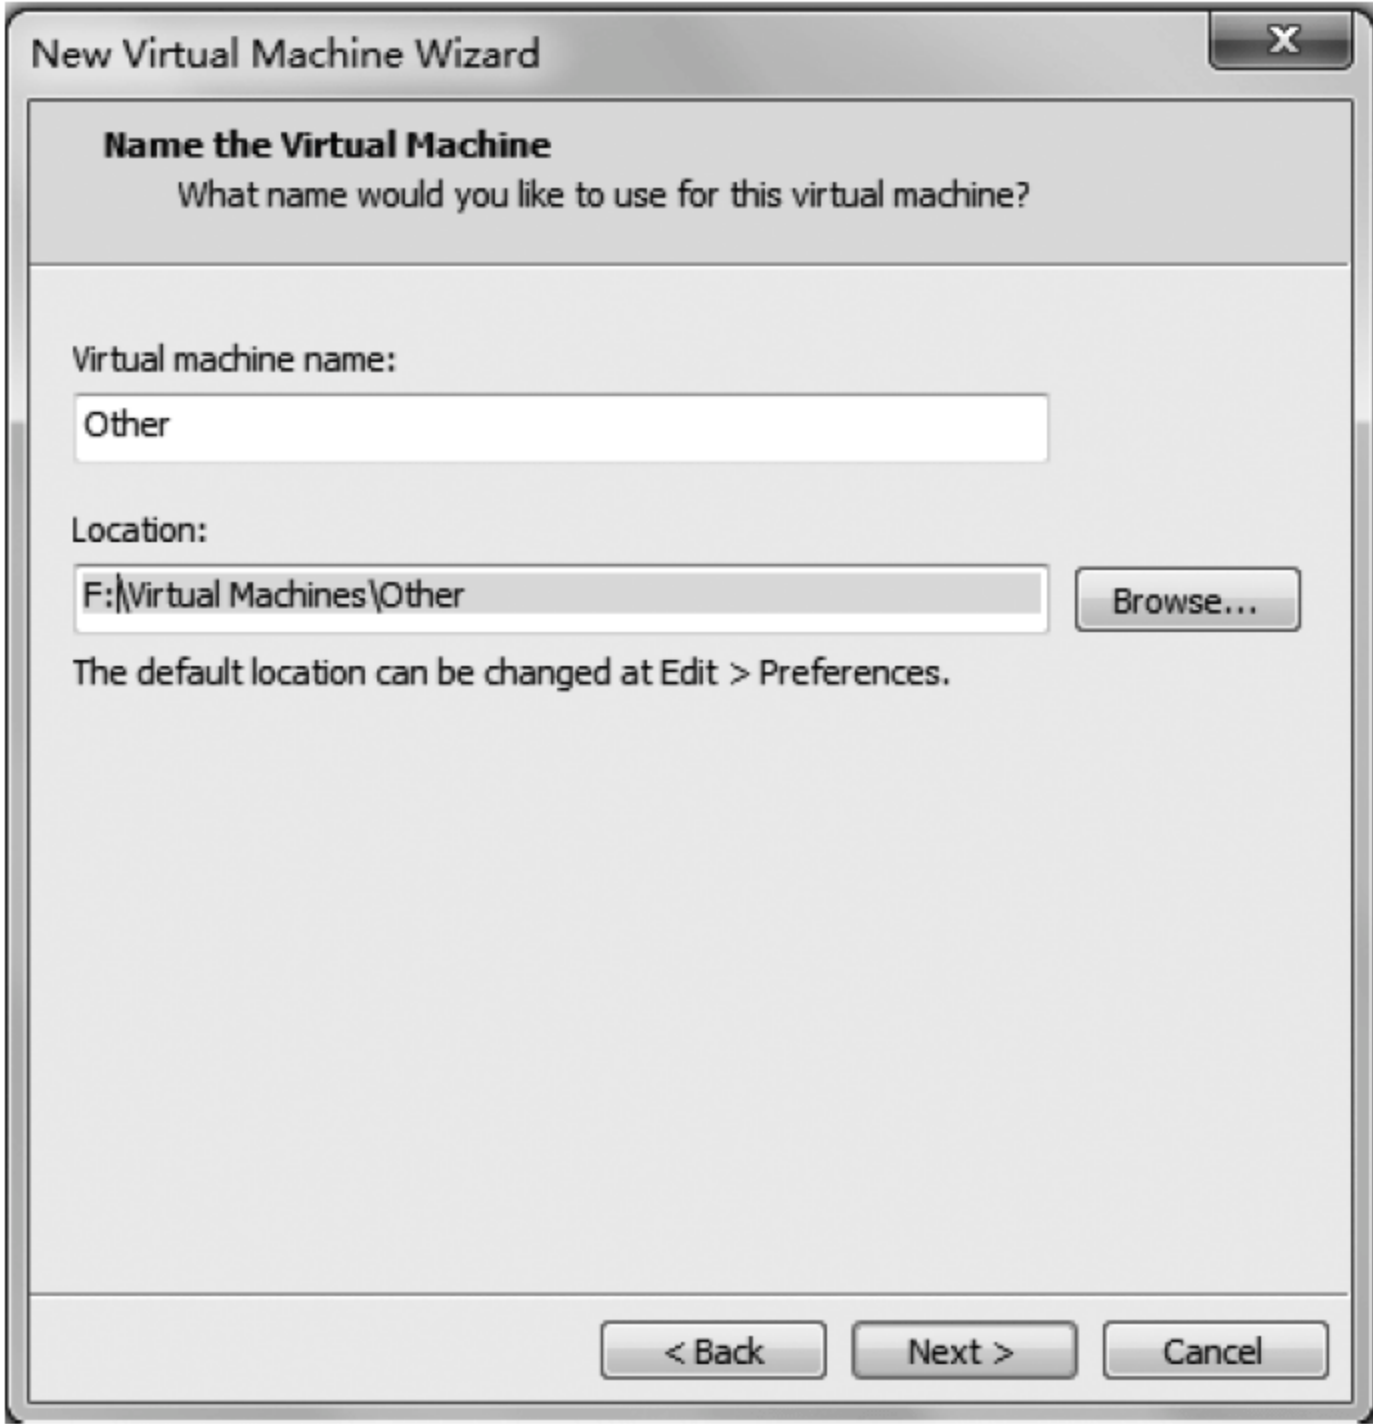 New Virtual Machine Wizard
Name the Virtual Machine
What name would you like to use for this virtual machine?
Virtual machine name:
Other
Location:
F:\Virtual Machines\Other
Browse...
The default location can be changed at Edit > Preferences.
< Back
Next >
Cancel